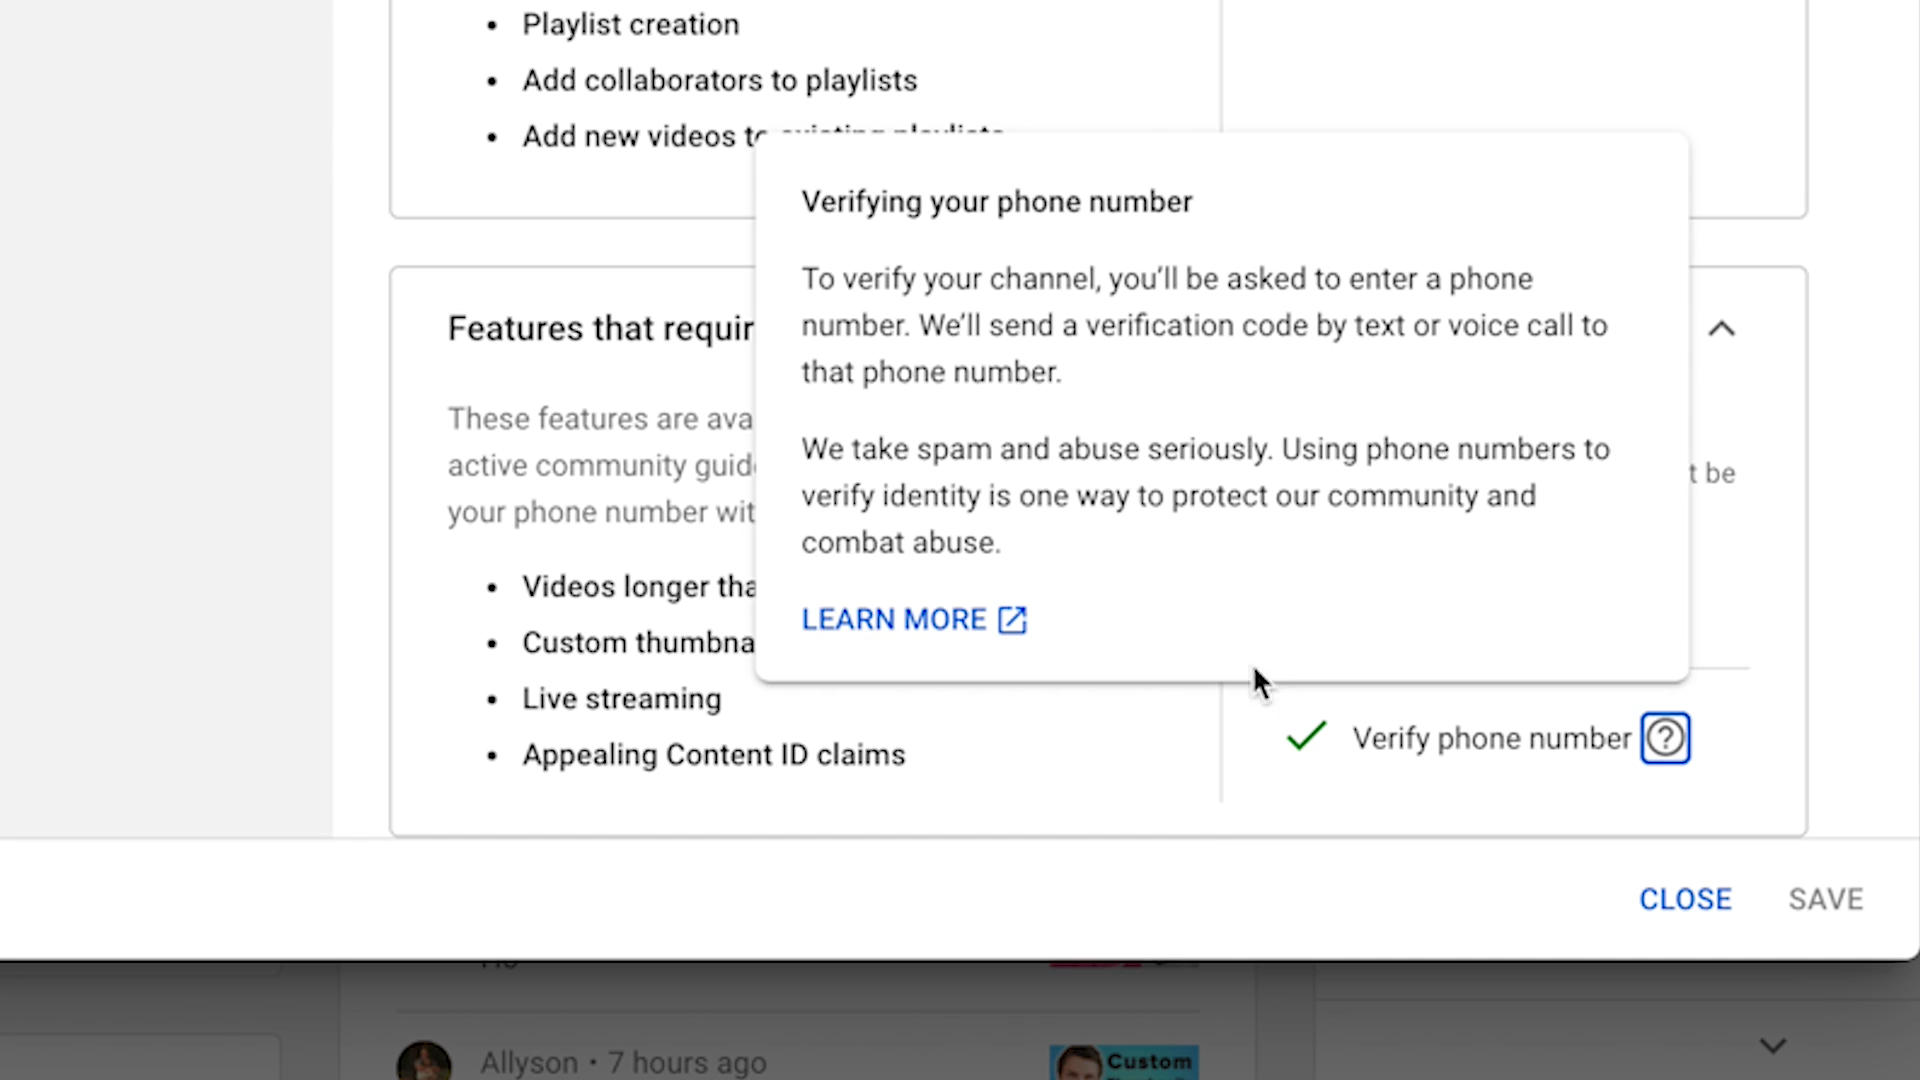 Playlist creation
Add collaborators to playlists
Add new videos to existing playlists
Verifying your phone number
To verify your channel, you’ll be asked to enter a phone
number. We’ll send a verification code by text or voice call to
that phone number.
We take spam and abuse seriously. Using phone numbers to
verify identity is one way to protect our community and
combat abuse.
LEARN MORE
Features that requir
These features are ava
active community guid
your phone number wit
t be
Videos longer tha
Custom thumbna
Live streaming
Appealing Content ID claims
Verify phone number
CLOSE
SAVE
Allyson • 7 hours ago
Custom